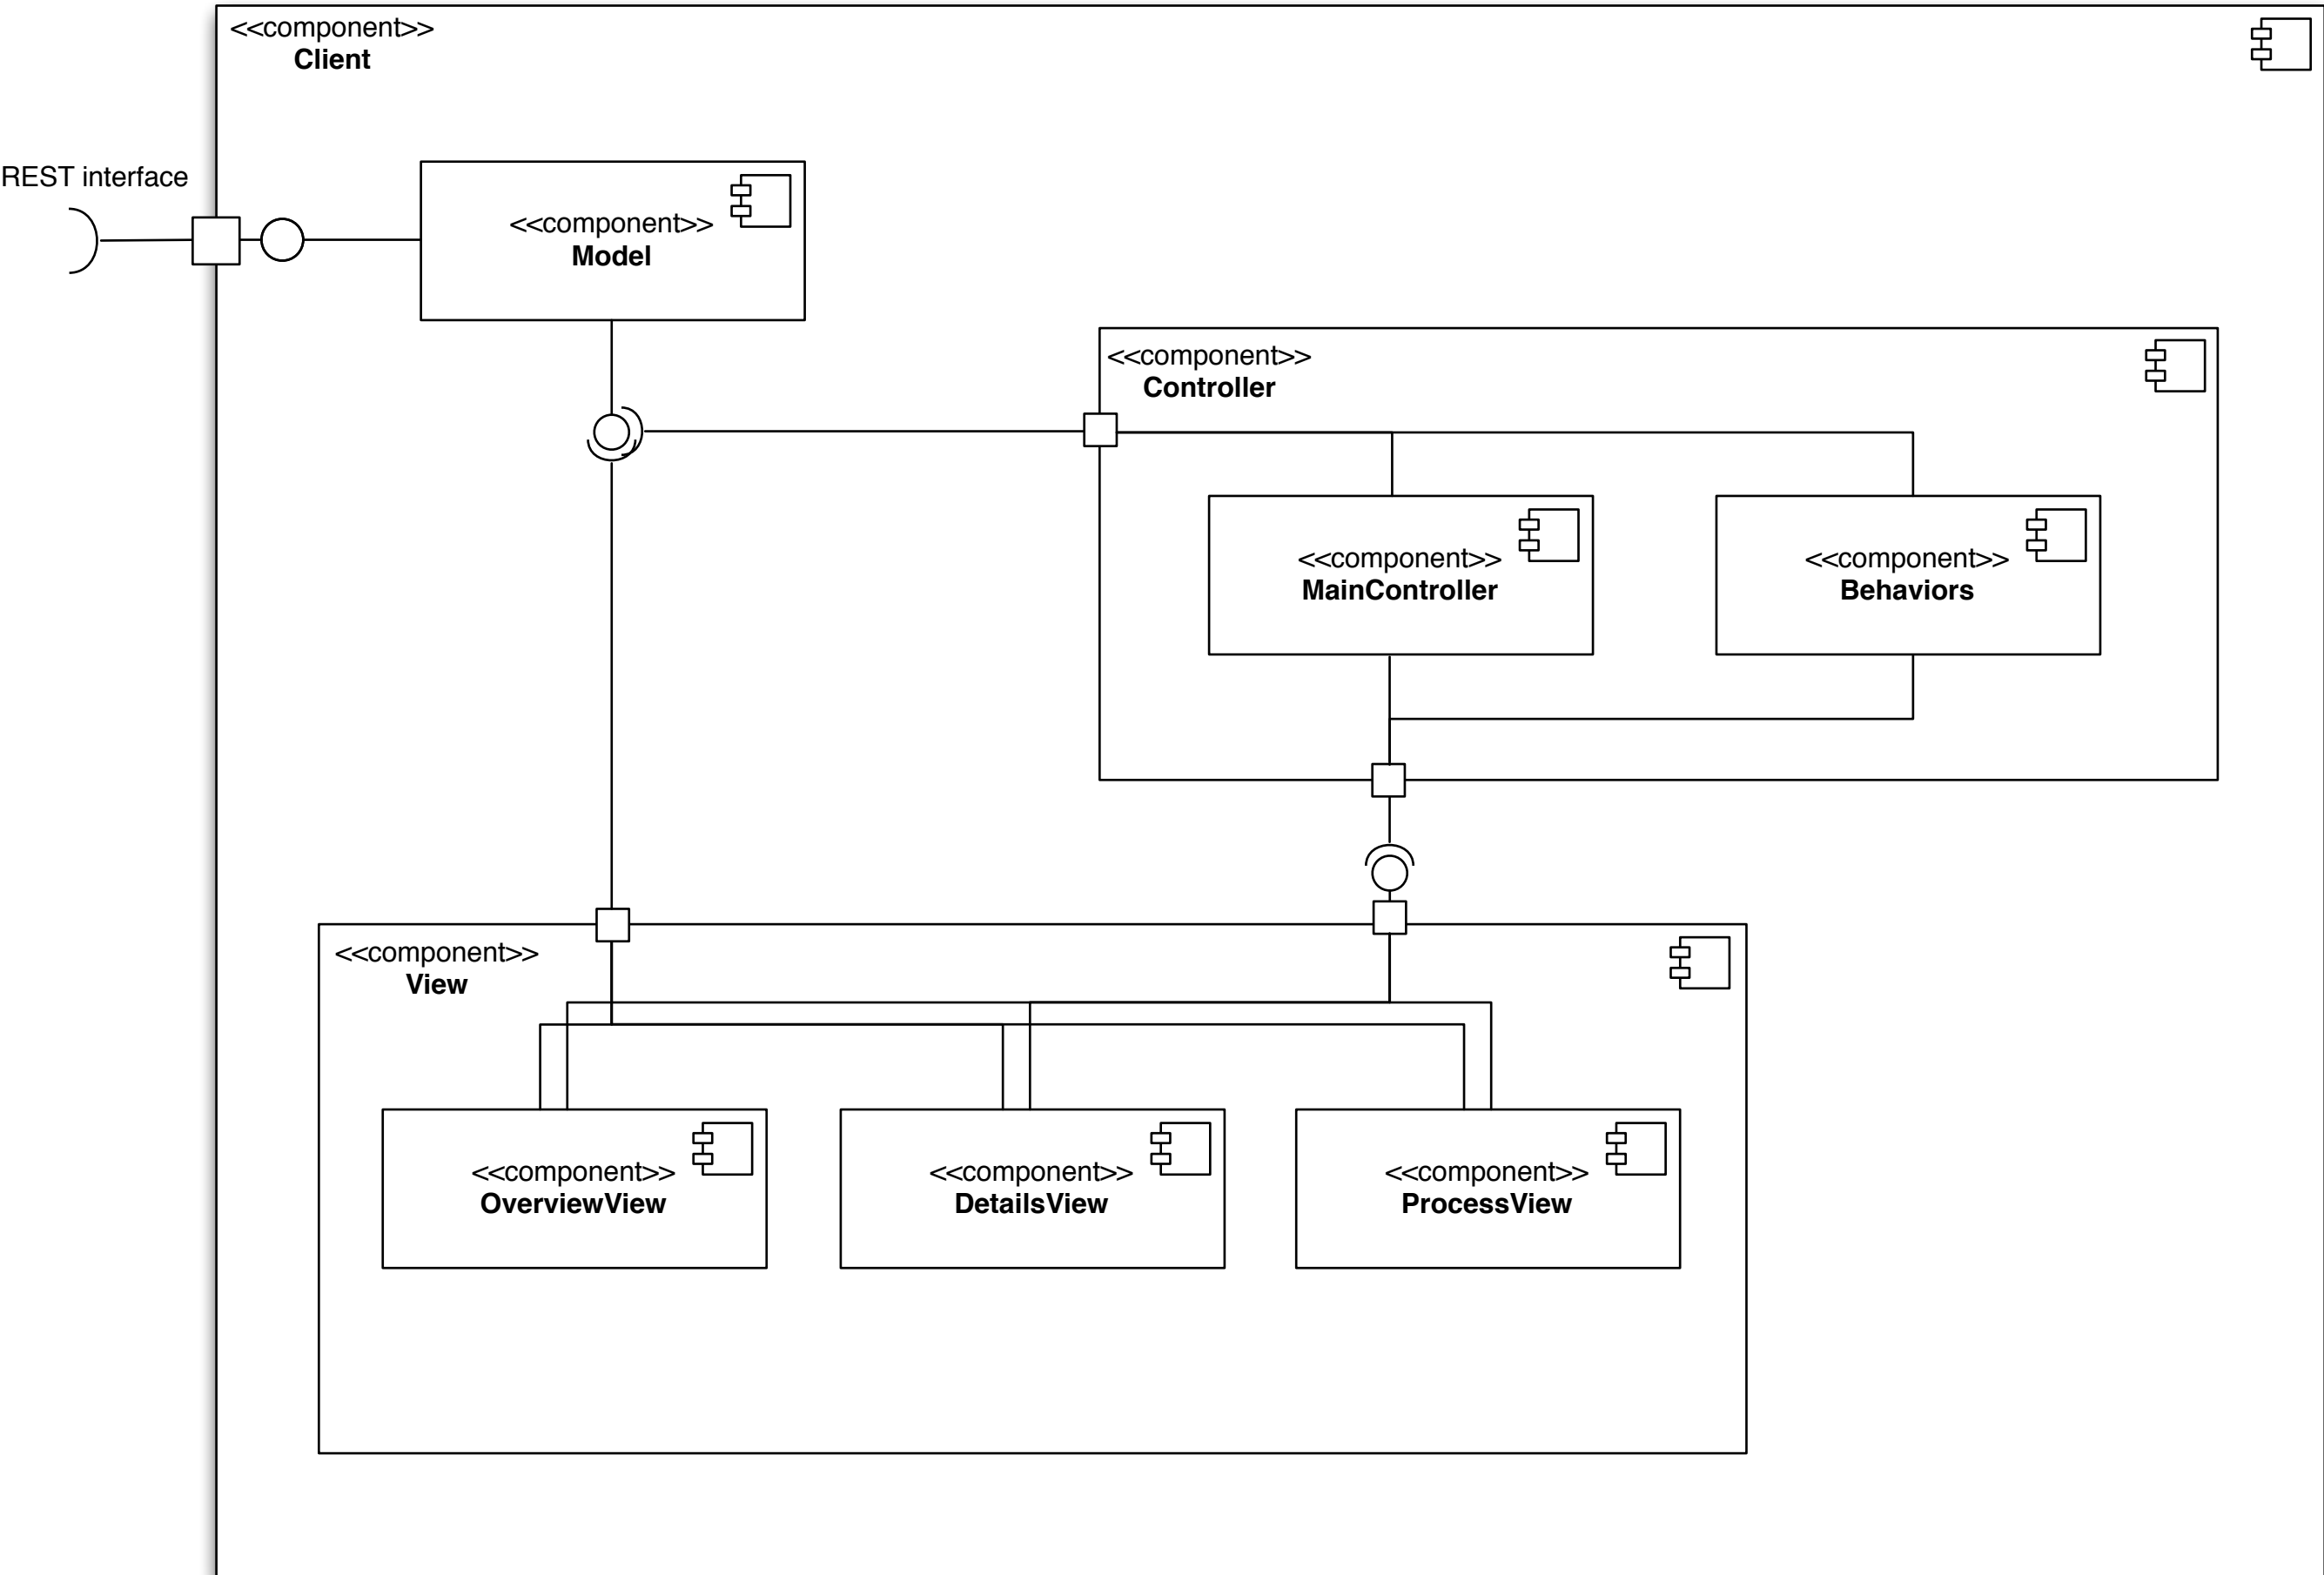 <<component>>
Client
REST interface
<<component>>
Model
<<component>>
Controller
<<component>>
MainController
<<component>>
Behaviors
<<component>>
View
<<component>>
OverviewView
<<component>>
DetailsView
<<component>>
ProcessView